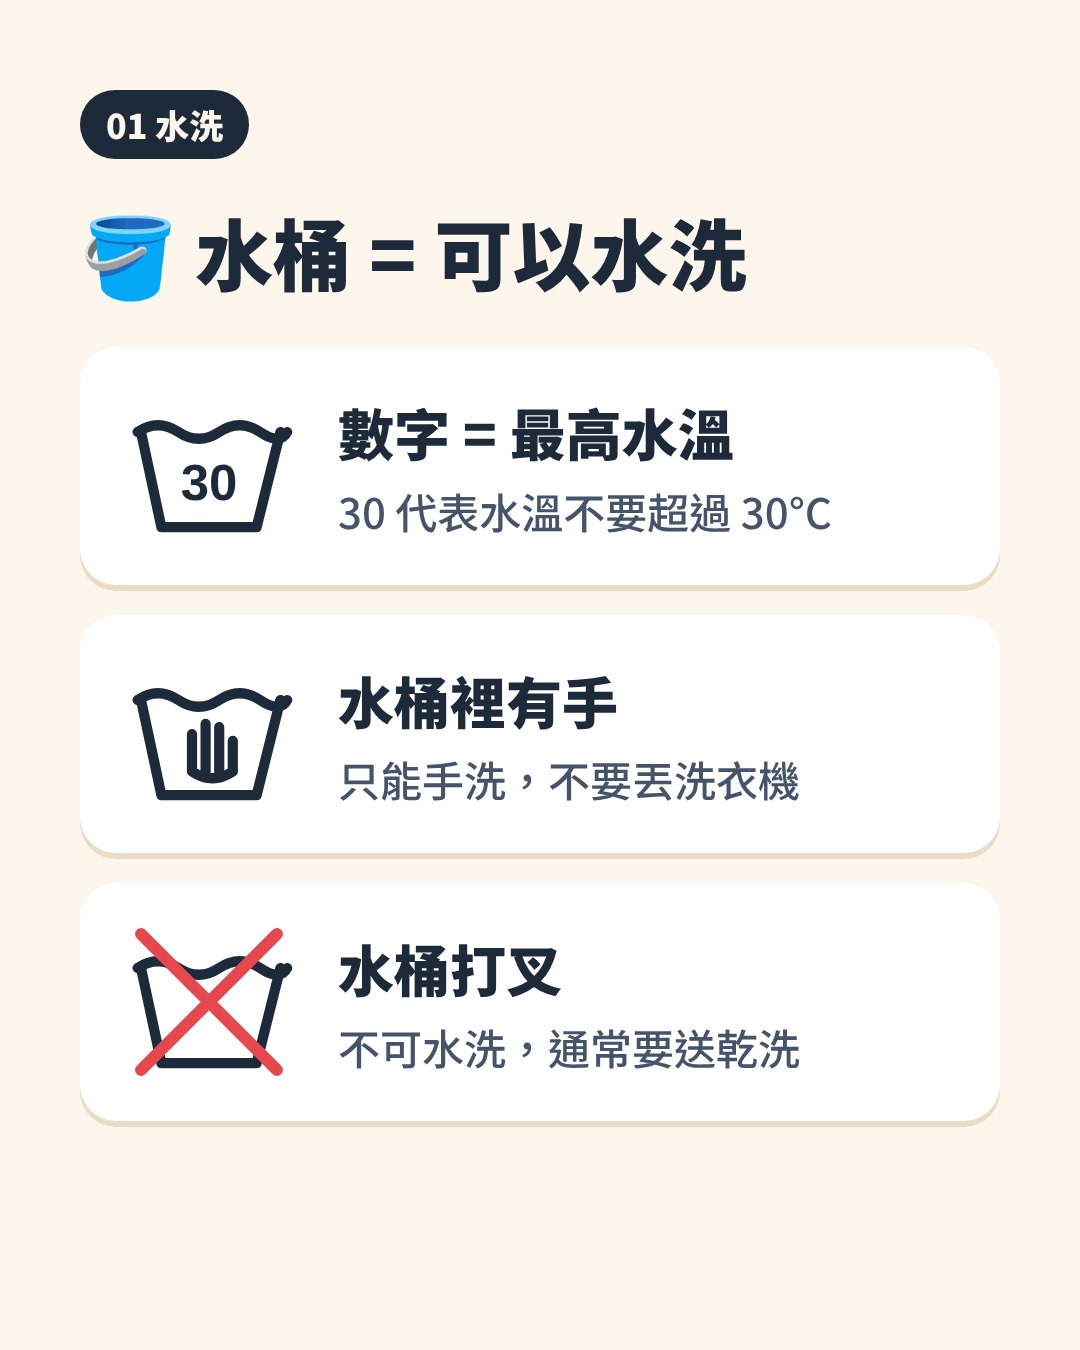 01 水洗
水桶 = 可以水洗
30
數字 = 最高水溫
30 代表水溫不要超過 30°C
水桶裡有手
只能手洗，不要丟洗衣機
水桶打叉
不可水洗，通常要送乾洗